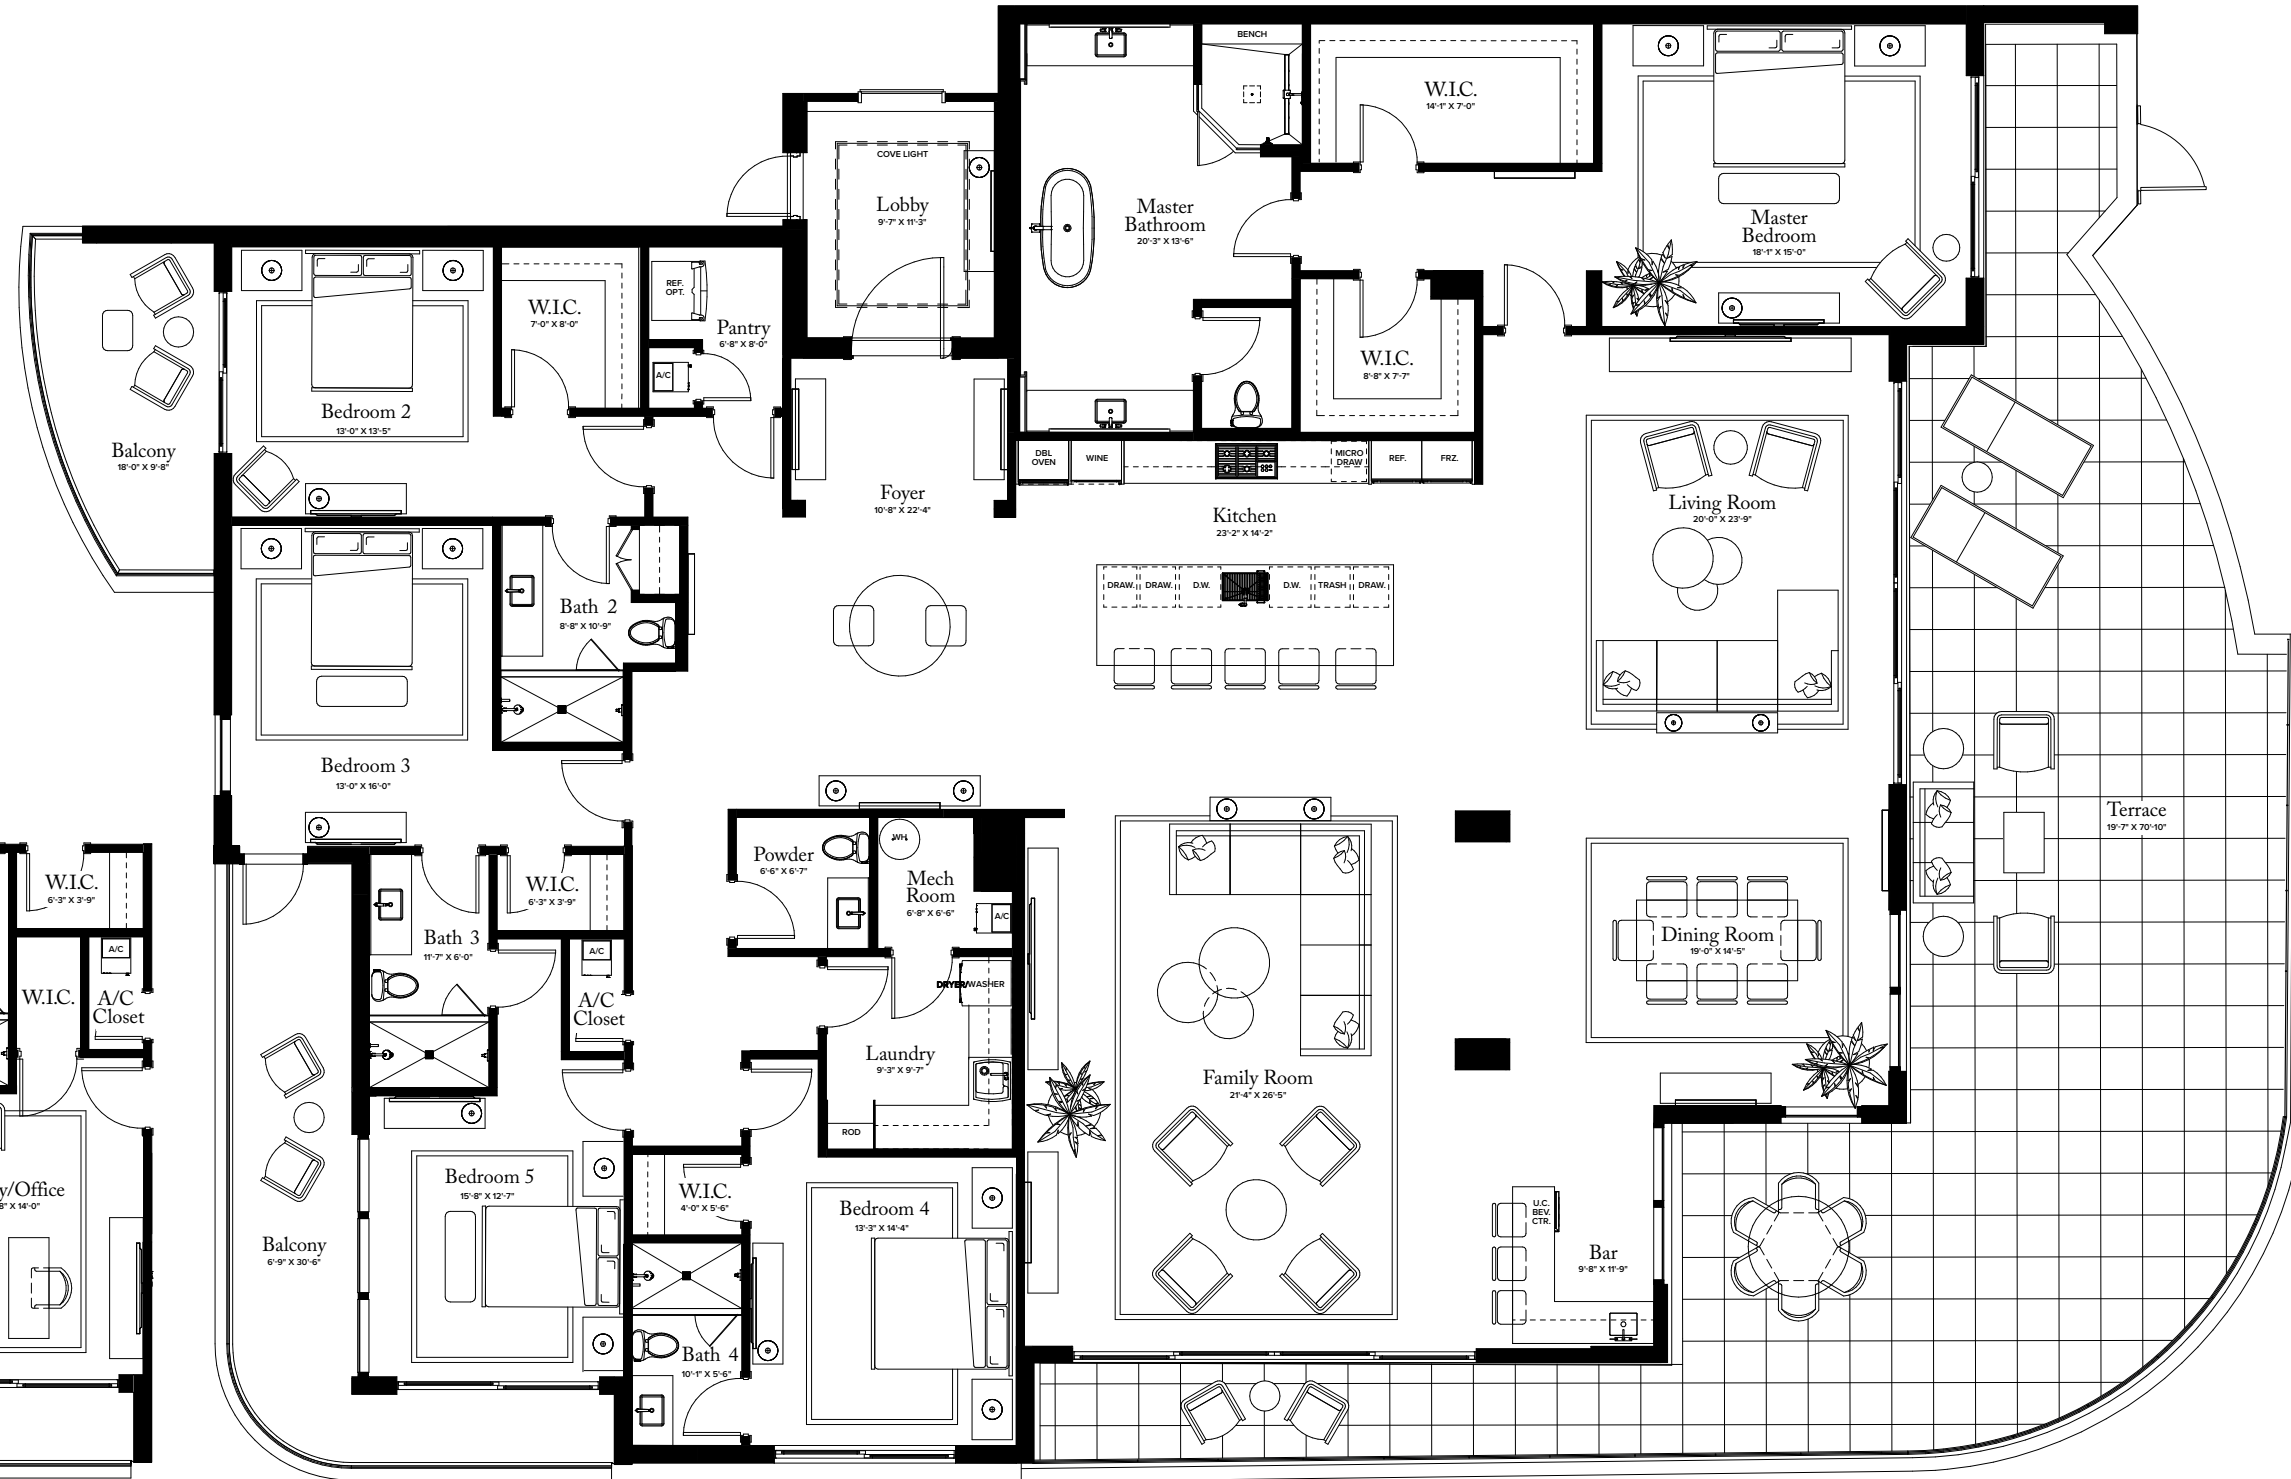 BENCH
W.I.C.
14'-1" X 7'-0"
COVE LIGHT
Lobby
9'-7" X 11'-3"
Master
Bathroom
20'-3" X 13'-6"
Master
Bedroom
18'-1" X 15'-0"
REF.
OPT.
W.I.C.
7'-0" X 8'-0"
Pantry
6'-8" X 8'-0"
A/C
W.I.C.
8'-8" X 7'-7"
Bedroom 2
13'-0" X 13'-5"
Balcony
18'-0" X 9'-8"
DBL
OVEN
WINE
MICRO
DRAW
REF.
FRZ.
Foyer
10'-8" X 22'-4"
Kitchen
23'-2" X 14'-2"
Living Room
20'-0" X 23'-9"
DRAW.
DRAW.
D.W.
D.W.
TRASH
DRAW.
Bath 2
8'-8" X 10'-9"
Bedroom 3
13'-0" X 16'-0"
Terrace
19'-7" X 70'-10"
WH.
Powder
6'-6" X 6'-7"
Mech
Room
6'-8" X 6'-6"
A/C
W.I.C.
6'-3" X 3'-9"
W.I.C.
6'-3" X 3'-9"
Bath 3
11'-7" X 6'-0"
A/C
A/C
Closet
A/C
W.I.C.
A/C
Closet
Dining Room
19'-0" X 14'-5"
DRYER/WASHER
Laundry
9'-3" X 9'-7"
ROD
Family Room
21'-4" X 26'-5"
y/Office
8" X 14'-0"
Bedroom 5
15'-8" X 12'-7"
W.I.C.
4'-0" X 5'-6"
Bedroom 4
13'-3" X 14'-4"
U.C.
BEV.
CTR.
Balcony
6'-9" X 30'-6"
Bar
9'-8" X 11'-9"
Bath 4
10'-1" X 5'-6"